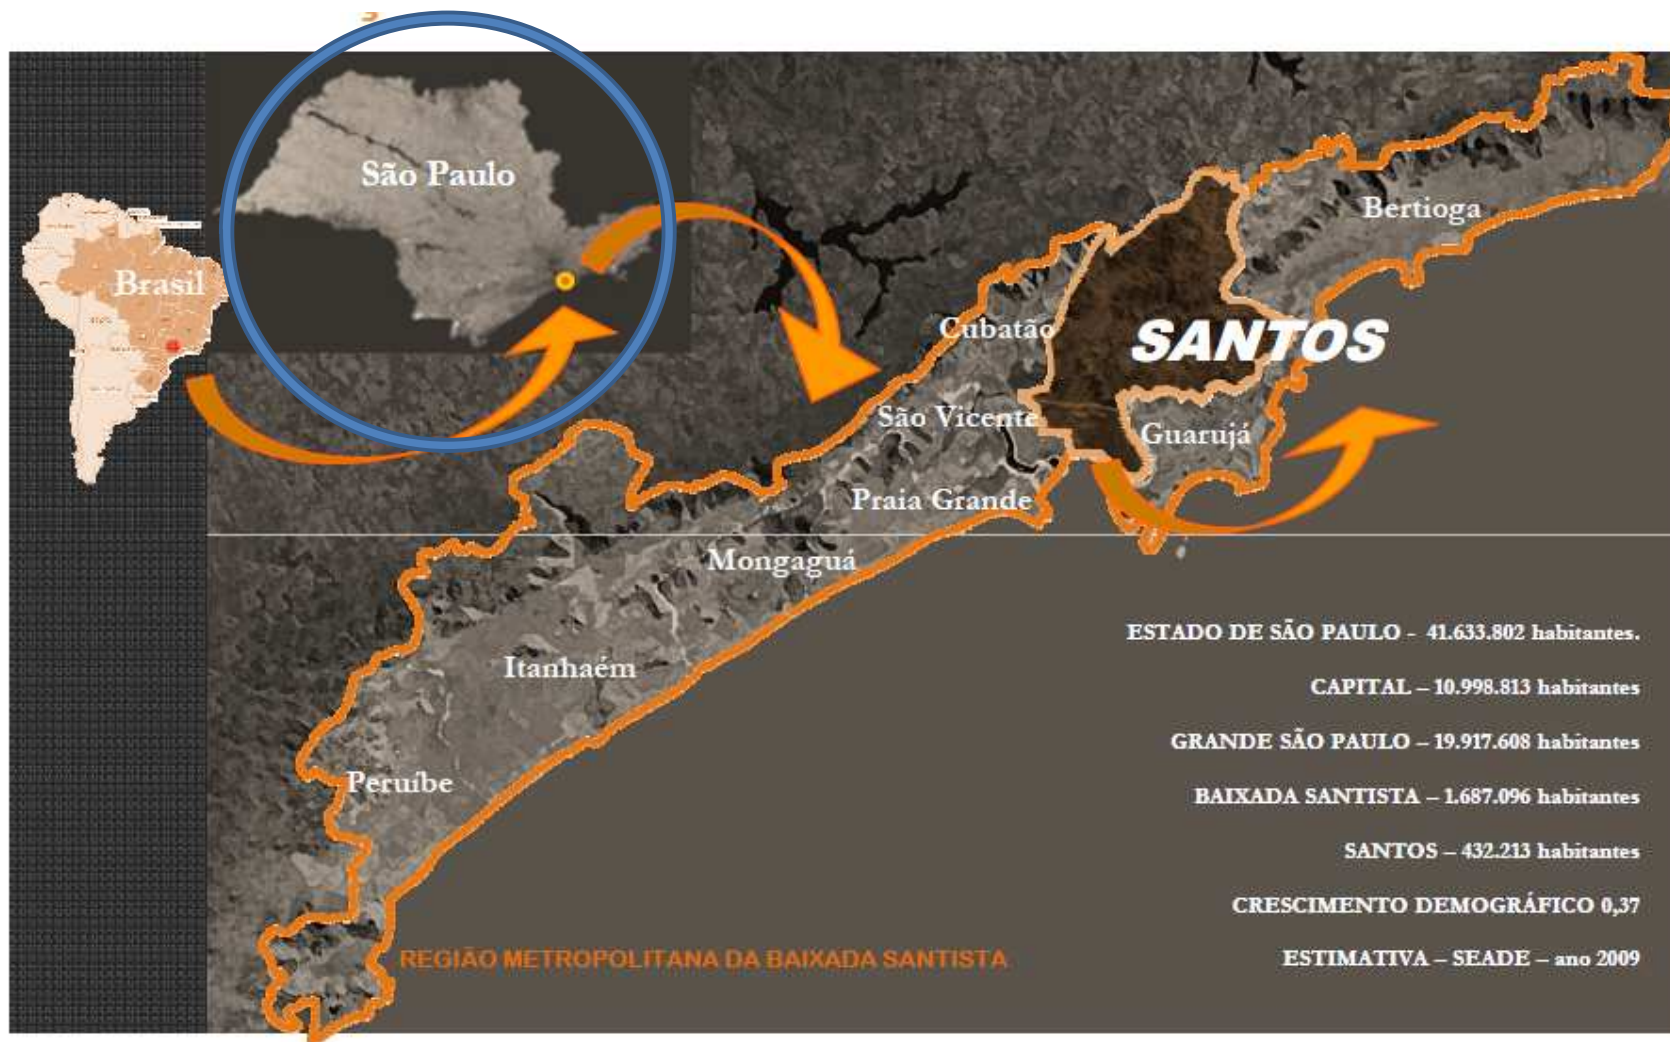 São Paulo
Brasil
Bertioga
Cubatão
SANTOS
São Vicente
Guarujá
Praia Grande
Mongaguá
Itanhaém
Peruíbe
ESTADO DE SÃO PAULO - 41.633.802 habitantes.
CAPITAL – 10.998.813 habitantes
GRANDE SÃO PAULO – 19.917.608 habitantes
BAIXADA SANTISTA – 1.687.096 habitantes
SANTOS – 432.213 habitantes
CRESCIMENTO DEMOGRÁFICO 0,37
REGIÃO METROPOLITANA DA BAIXADA SANTISTA
ESTIMATIVA – SEADE – ano 2009